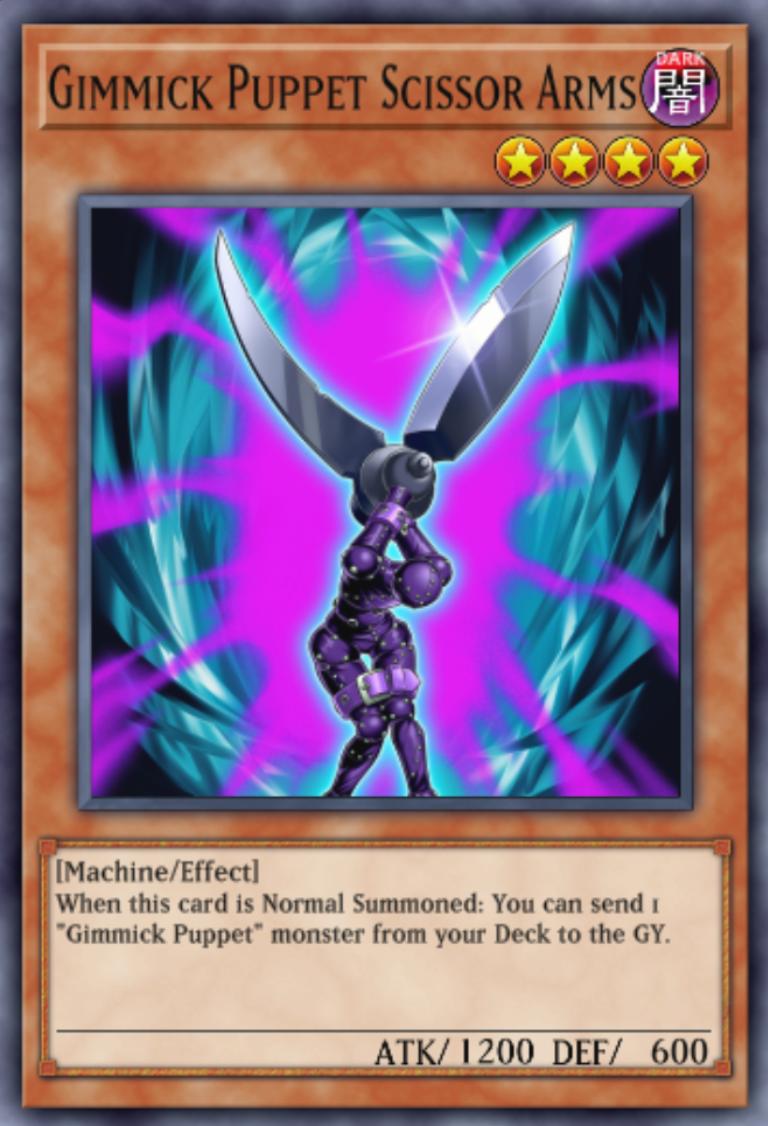 Gimmick Puppet Scissor Arms
DARK
闇
[Machine/Effect]
When this card is Normal Summoned: You can send 1
"Gimmick Puppet" monster from your Deck to the GY.
ATK/ 1200 DEF/ 600